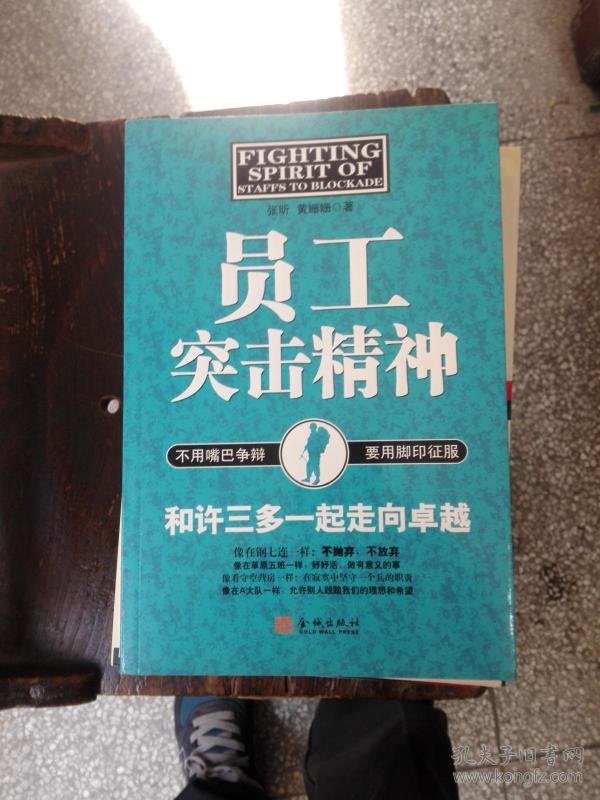 FIGHTING
SPIRIT OF
STAFFS TO BLOCKADE
张昕 黄姗姗◎著
员工
突击精神
不用嘴巴争辩 要用脚印征服
和许三多一起走向卓越
像在钢七连一样：不抛弃，不放弃
像在草原五班一样，好好活，做有意义的事
像看守空营房一样：在寂寞中坚守一个兵的职责
像在A大队一样，允许别人践踏我们的理想和希望
金城出版社
GOLD WALL PRESS
孔夫子旧书网
www.kongfz.com